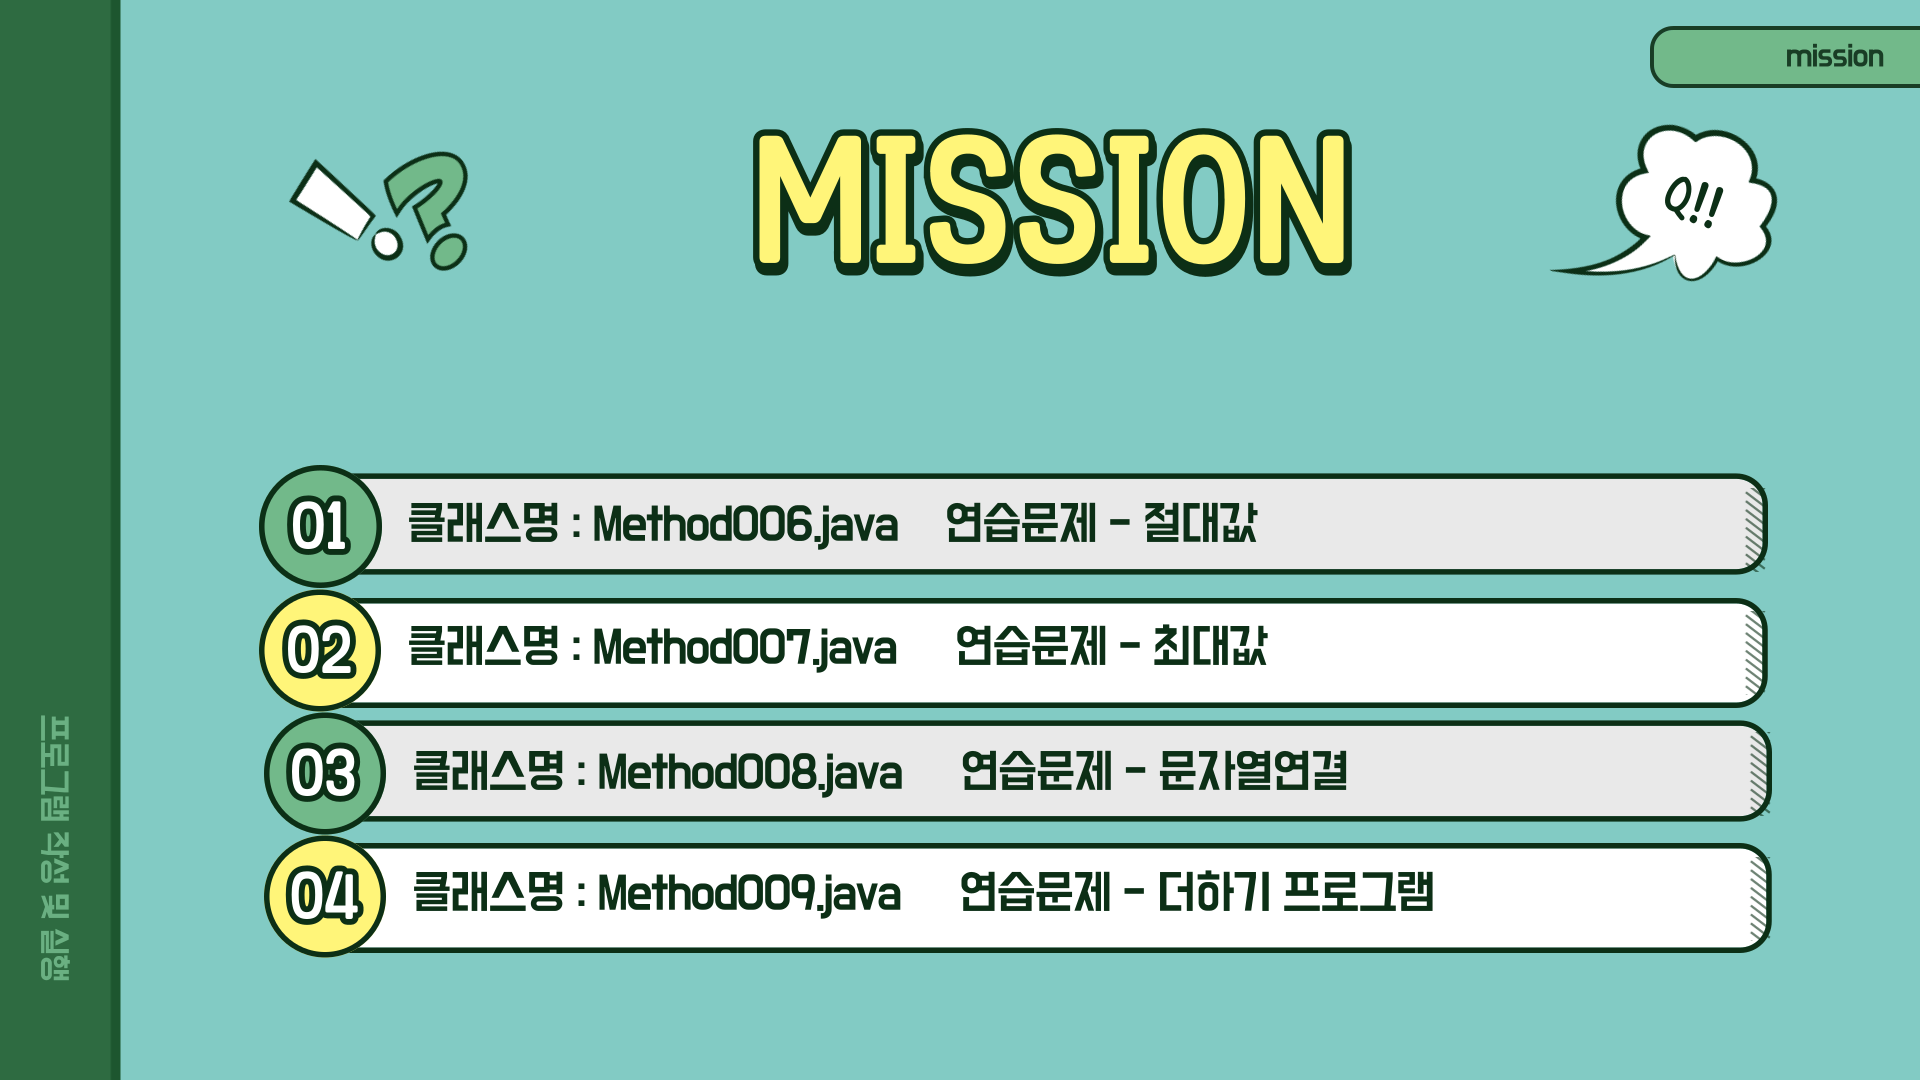 mission
MISSION
!?
Q!!
01 클래스명 : Method006.java 연습문제 - 절대값
02 클래스명 : Method007.java 연습문제 - 최대값
03 클래스명 : Method008.java 연습문제 - 문자열연결
04 클래스명 : Method009.java 연습문제 - 더하기 프로그램
프로그램 작성 및 실행